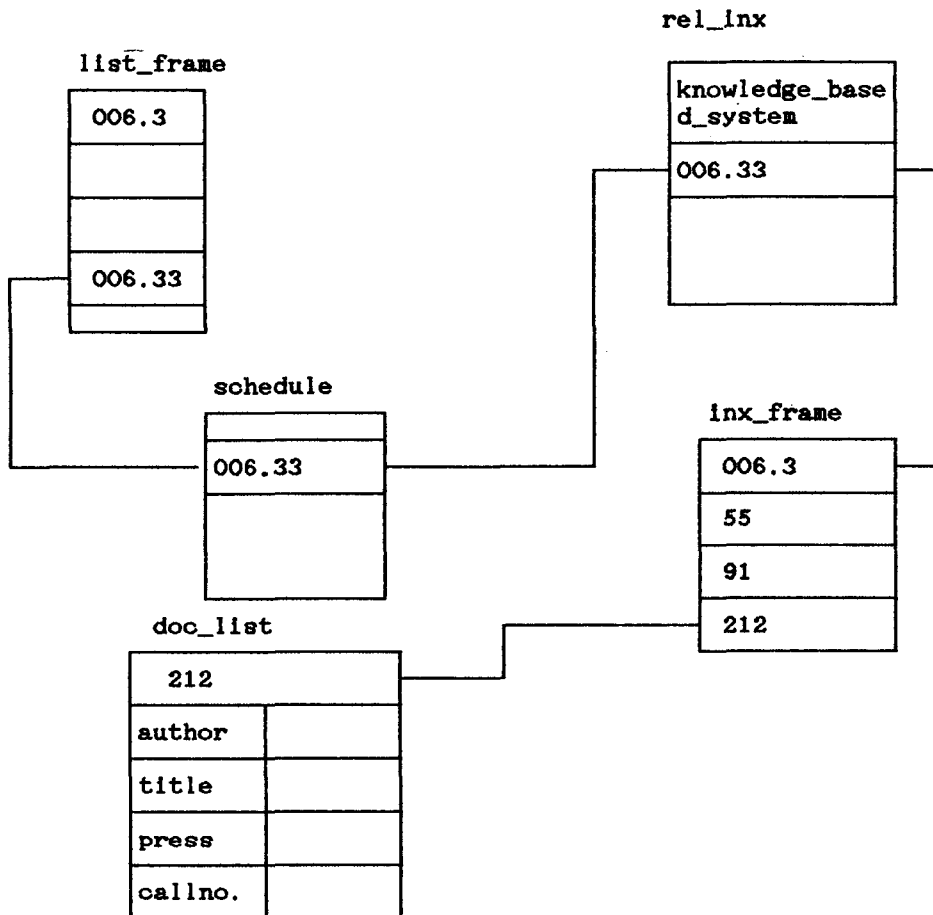 rel_inx
list_frame
006.3
006.33
knowledge_base
d_system
006.33
schedule
006.33
inx_frame
006.3
55
91
212
doc_list
212
author
title
press
callno.